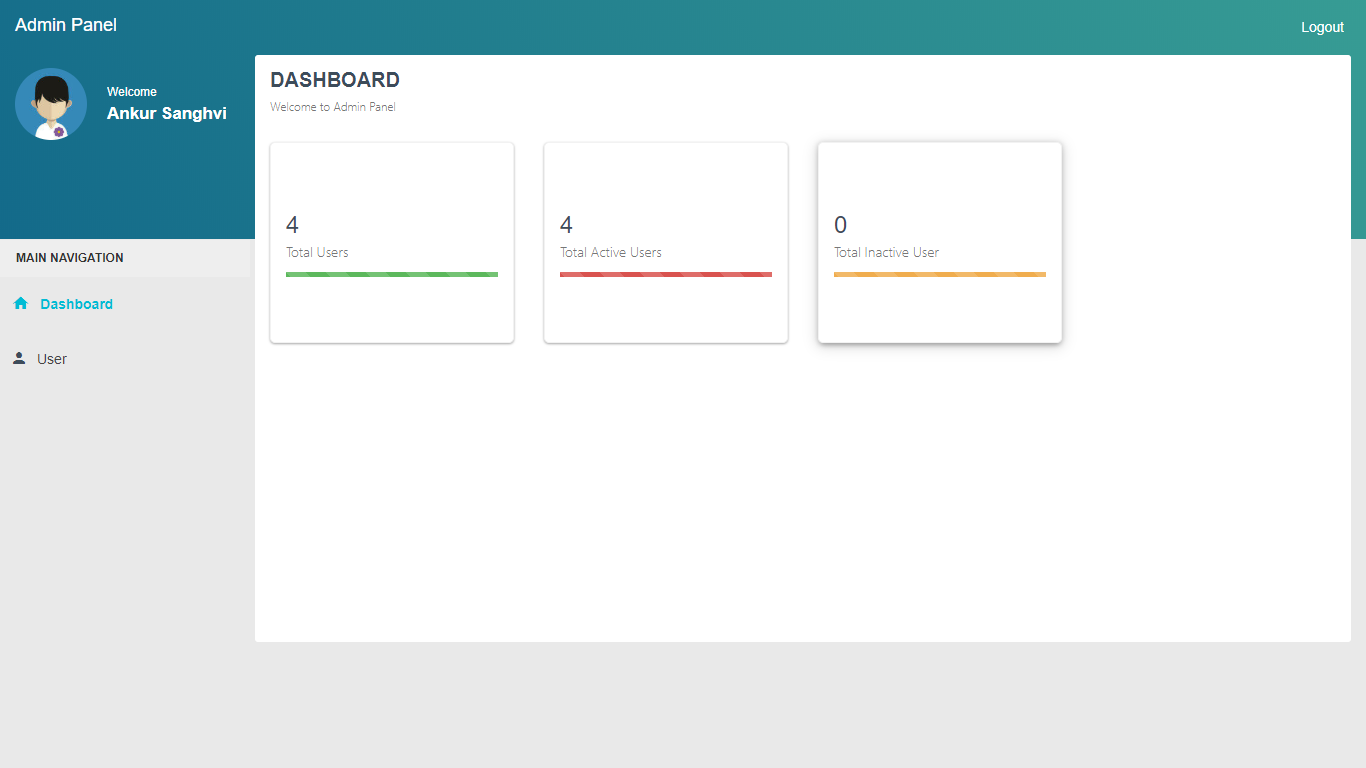 Admin Panel
Logout
Welcome
Ankur Sanghvi
MAIN NAVIGATION
Dashboard
User
DASHBOARD
Welcome to Admin Panel
4
Total Users
4
Total Active Users
0
Total Inactive User